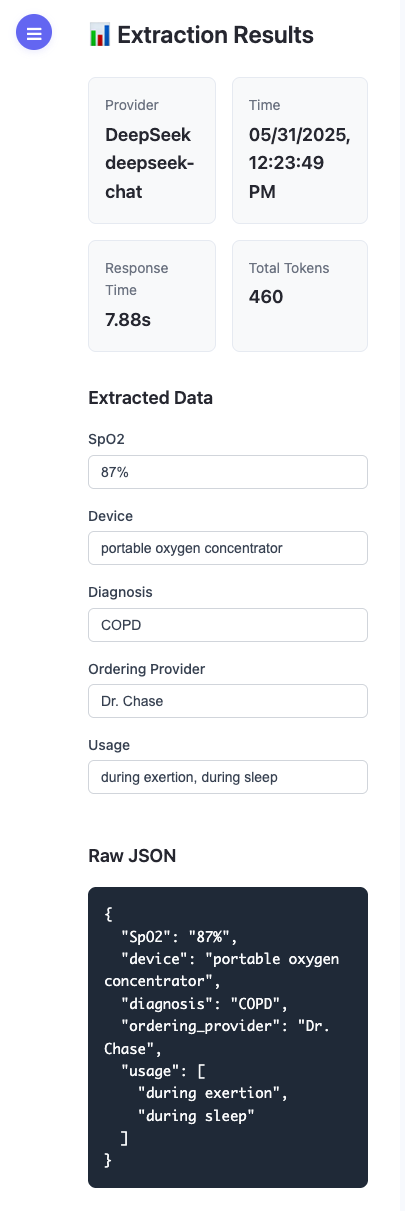 📊 Extraction Results
Provider
DeepSeek
deepseek-
chat
Time
05/31/2025,
12:23:49
PM
Response
Time
7.88s
Total Tokens
460
Extracted Data
SpO2
87%
Device
portable oxygen concentrator
Diagnosis
COPD
Ordering Provider
Dr. Chase
Usage
during exertion, during sleep
Raw JSON
{
  "SpO2": "87%",
  "device": "portable oxygen
concentrator",
  "diagnosis": "COPD",
  "ordering_provider": "Dr.
Chase",
  "usage": [
    "during exertion",
    "during sleep"
  ]
}